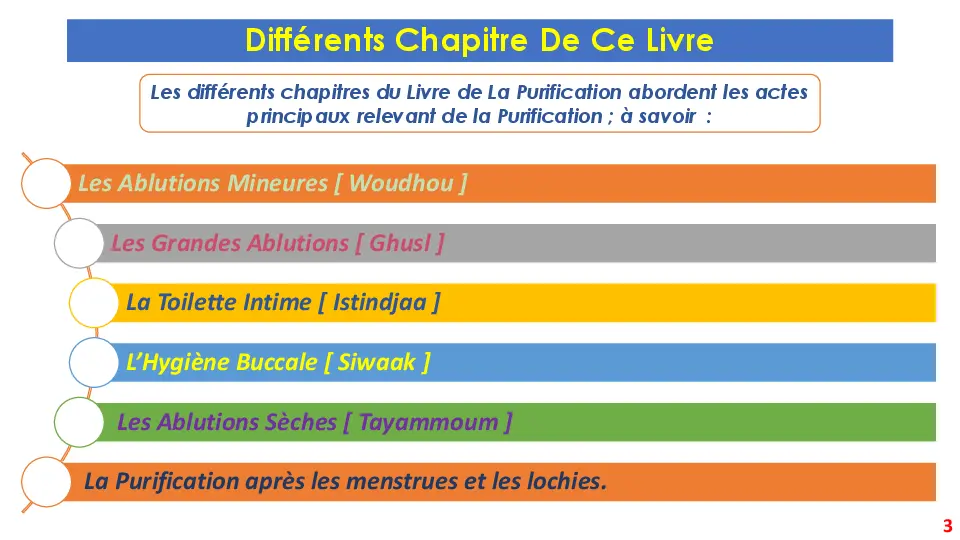 Différents Chapitre De Ce Livre
Les différents chapitres du Livre de La Purification abordent les actes
principaux relevant de la Purification ; à savoir :
Les Ablutions Mineures [ Woudhou ]
Les Grandes Ablutions [ Ghusl ]
La Toilette Intime [ Istindjaa ]
L’Hygiène Buccale [ Siwaak ]
Les Ablutions Sèches [ Tayammoum ]
La Purification après les menstrues et les lochies.
3